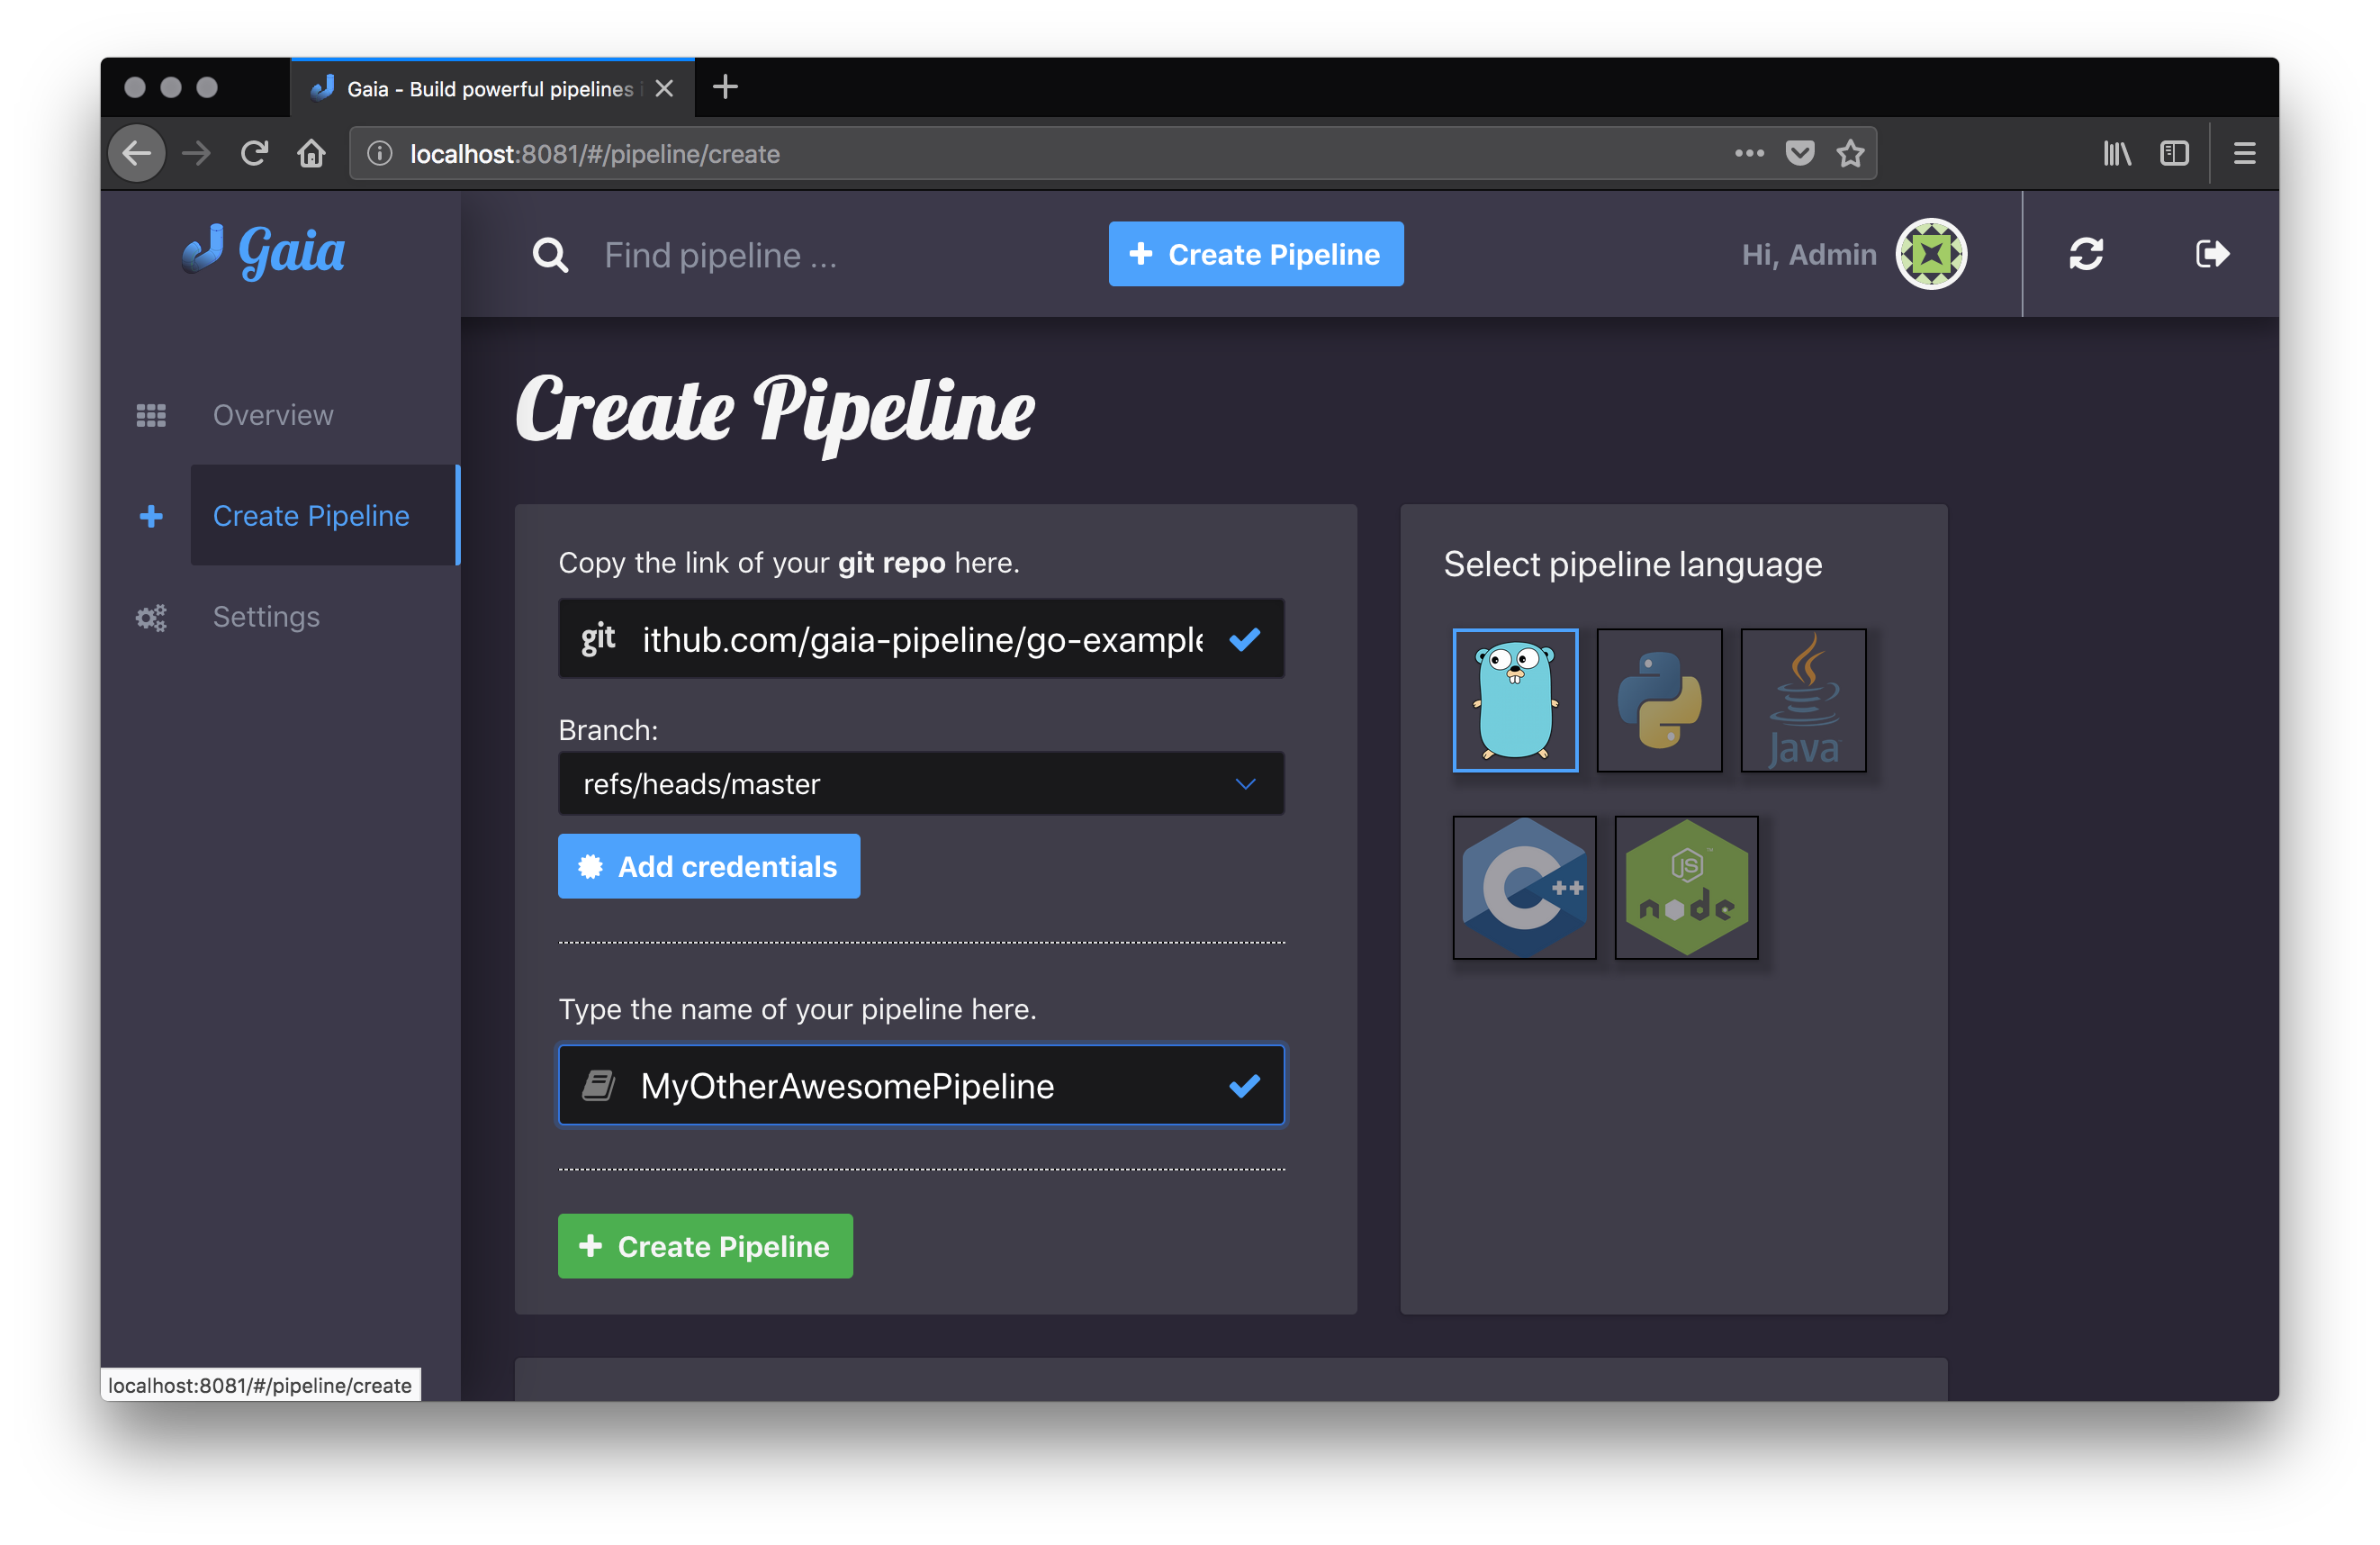 Gaia - Build powerful pipelines i
localhost:8081/#/pipeline/create
Gaia
Find pipeline ...
Create Pipeline
Hi, Admin
Overview
Create Pipeline
Settings
Create Pipeline
Copy the link of your git repo here.
git ithub.com/gaia-pipeline/go-example
Branch:
refs/heads/master
Add credentials
Type the name of your pipeline here.
MyOtherAwesomePipeline
Create Pipeline
Select pipeline language
Java
C++
JS
node
localhost:8081/#/pipeline/create